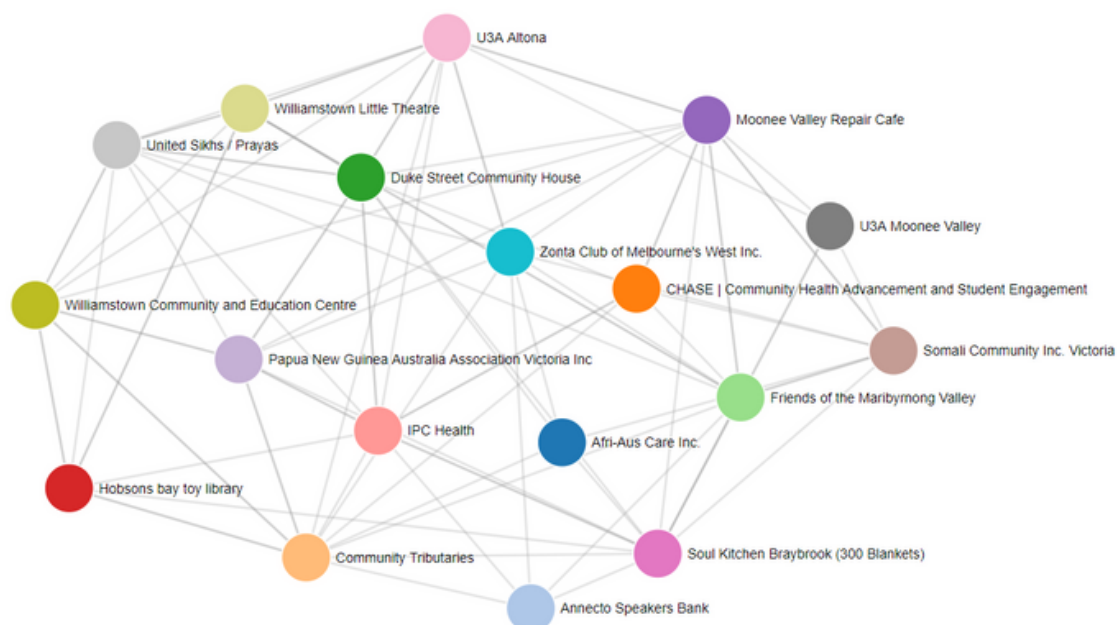 U3A Altona
Williamstown Little Theatre
Moonee Valley Repair Cafe
United Sikhs / Prayas
Duke Street Community House
U3A Moonee Valley
Zonta Club of Melbourne's West Inc.
CHASE | Community Health Advancement and Student Engagement
Williamstown Community and Education Centre
Somali Community Inc. Victoria
Papua New Guinea Australia Association Victoria Inc
Friends of the Maribyrnong Valley
IPC Health
Afri-Aus Care Inc.
Hobsons bay toy library
Community Tributaries
Soul Kitchen Braybrook (300 Blankets)
Annecto Speakers Bank